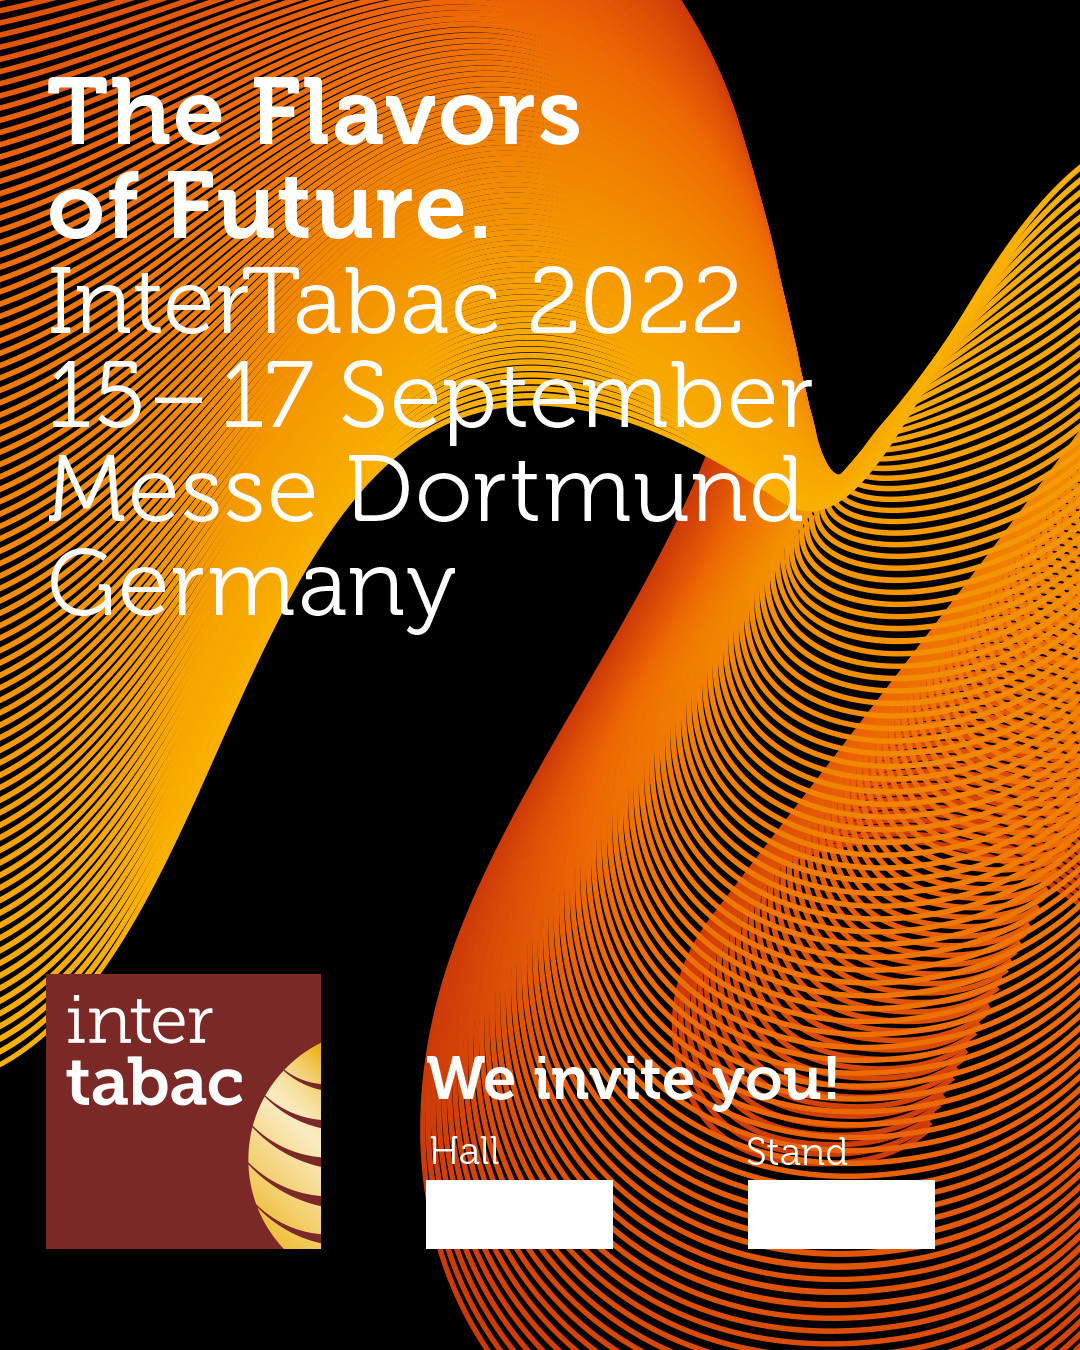 The Flavors
of Future.
InterTabac 2022
15 – 17 September
Messe Dortmund
Germany
inter
tabac
We invite you!
Hall
Stand